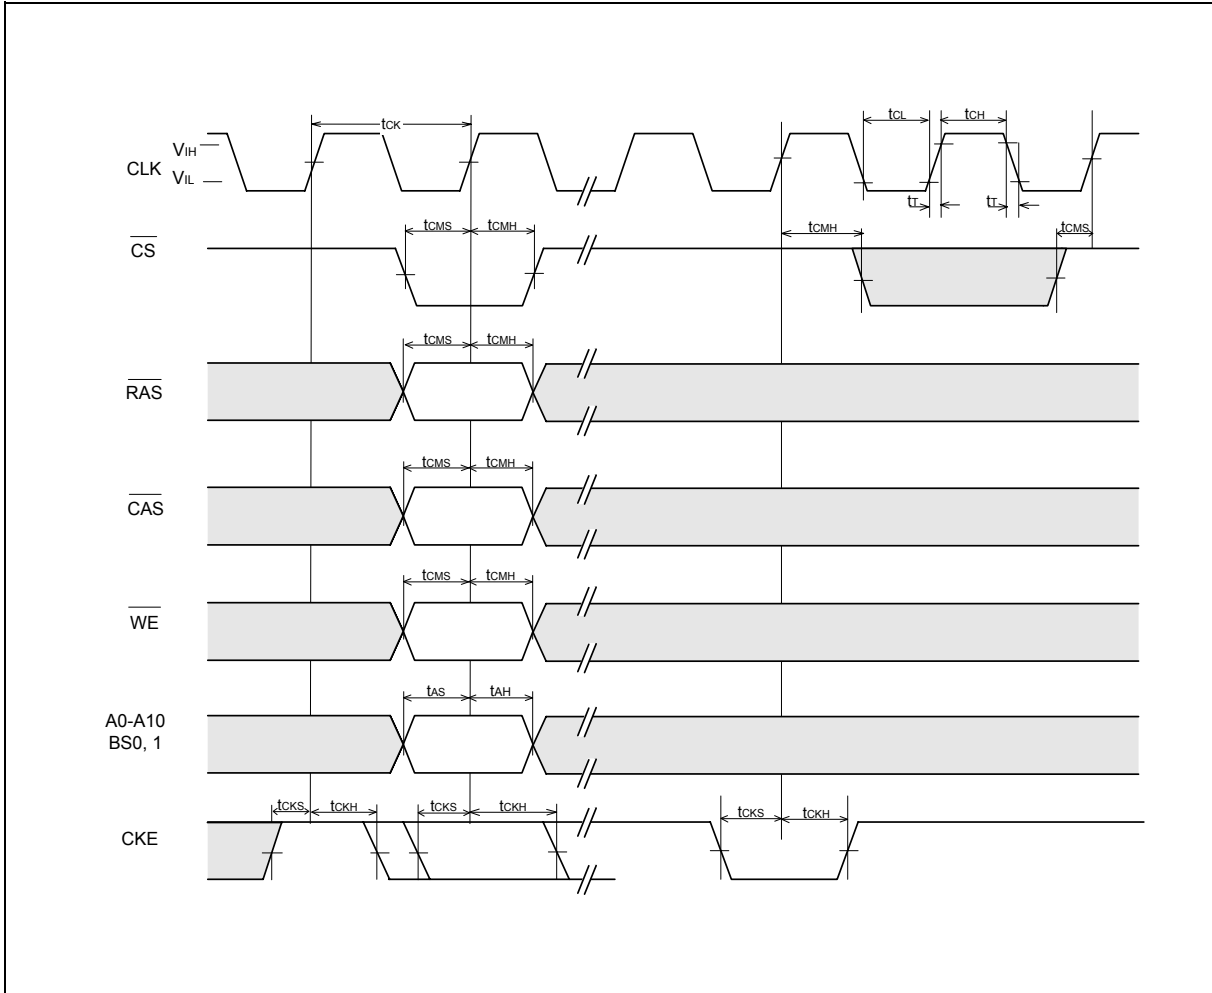 tCK
tCL
tCH
VIH
CLK
VIL
tT
tT
tCMS
tCMH
tCMH
tCMS
CS
tCMS
tCMH
RAS
tCMS
tCMH
CAS
tCMS
tCMH
WE
tAS
tAH
A0-A10
BS0, 1
tCKS
tCKH
tCKS
tCKH
tCKS
tCKH
CKE